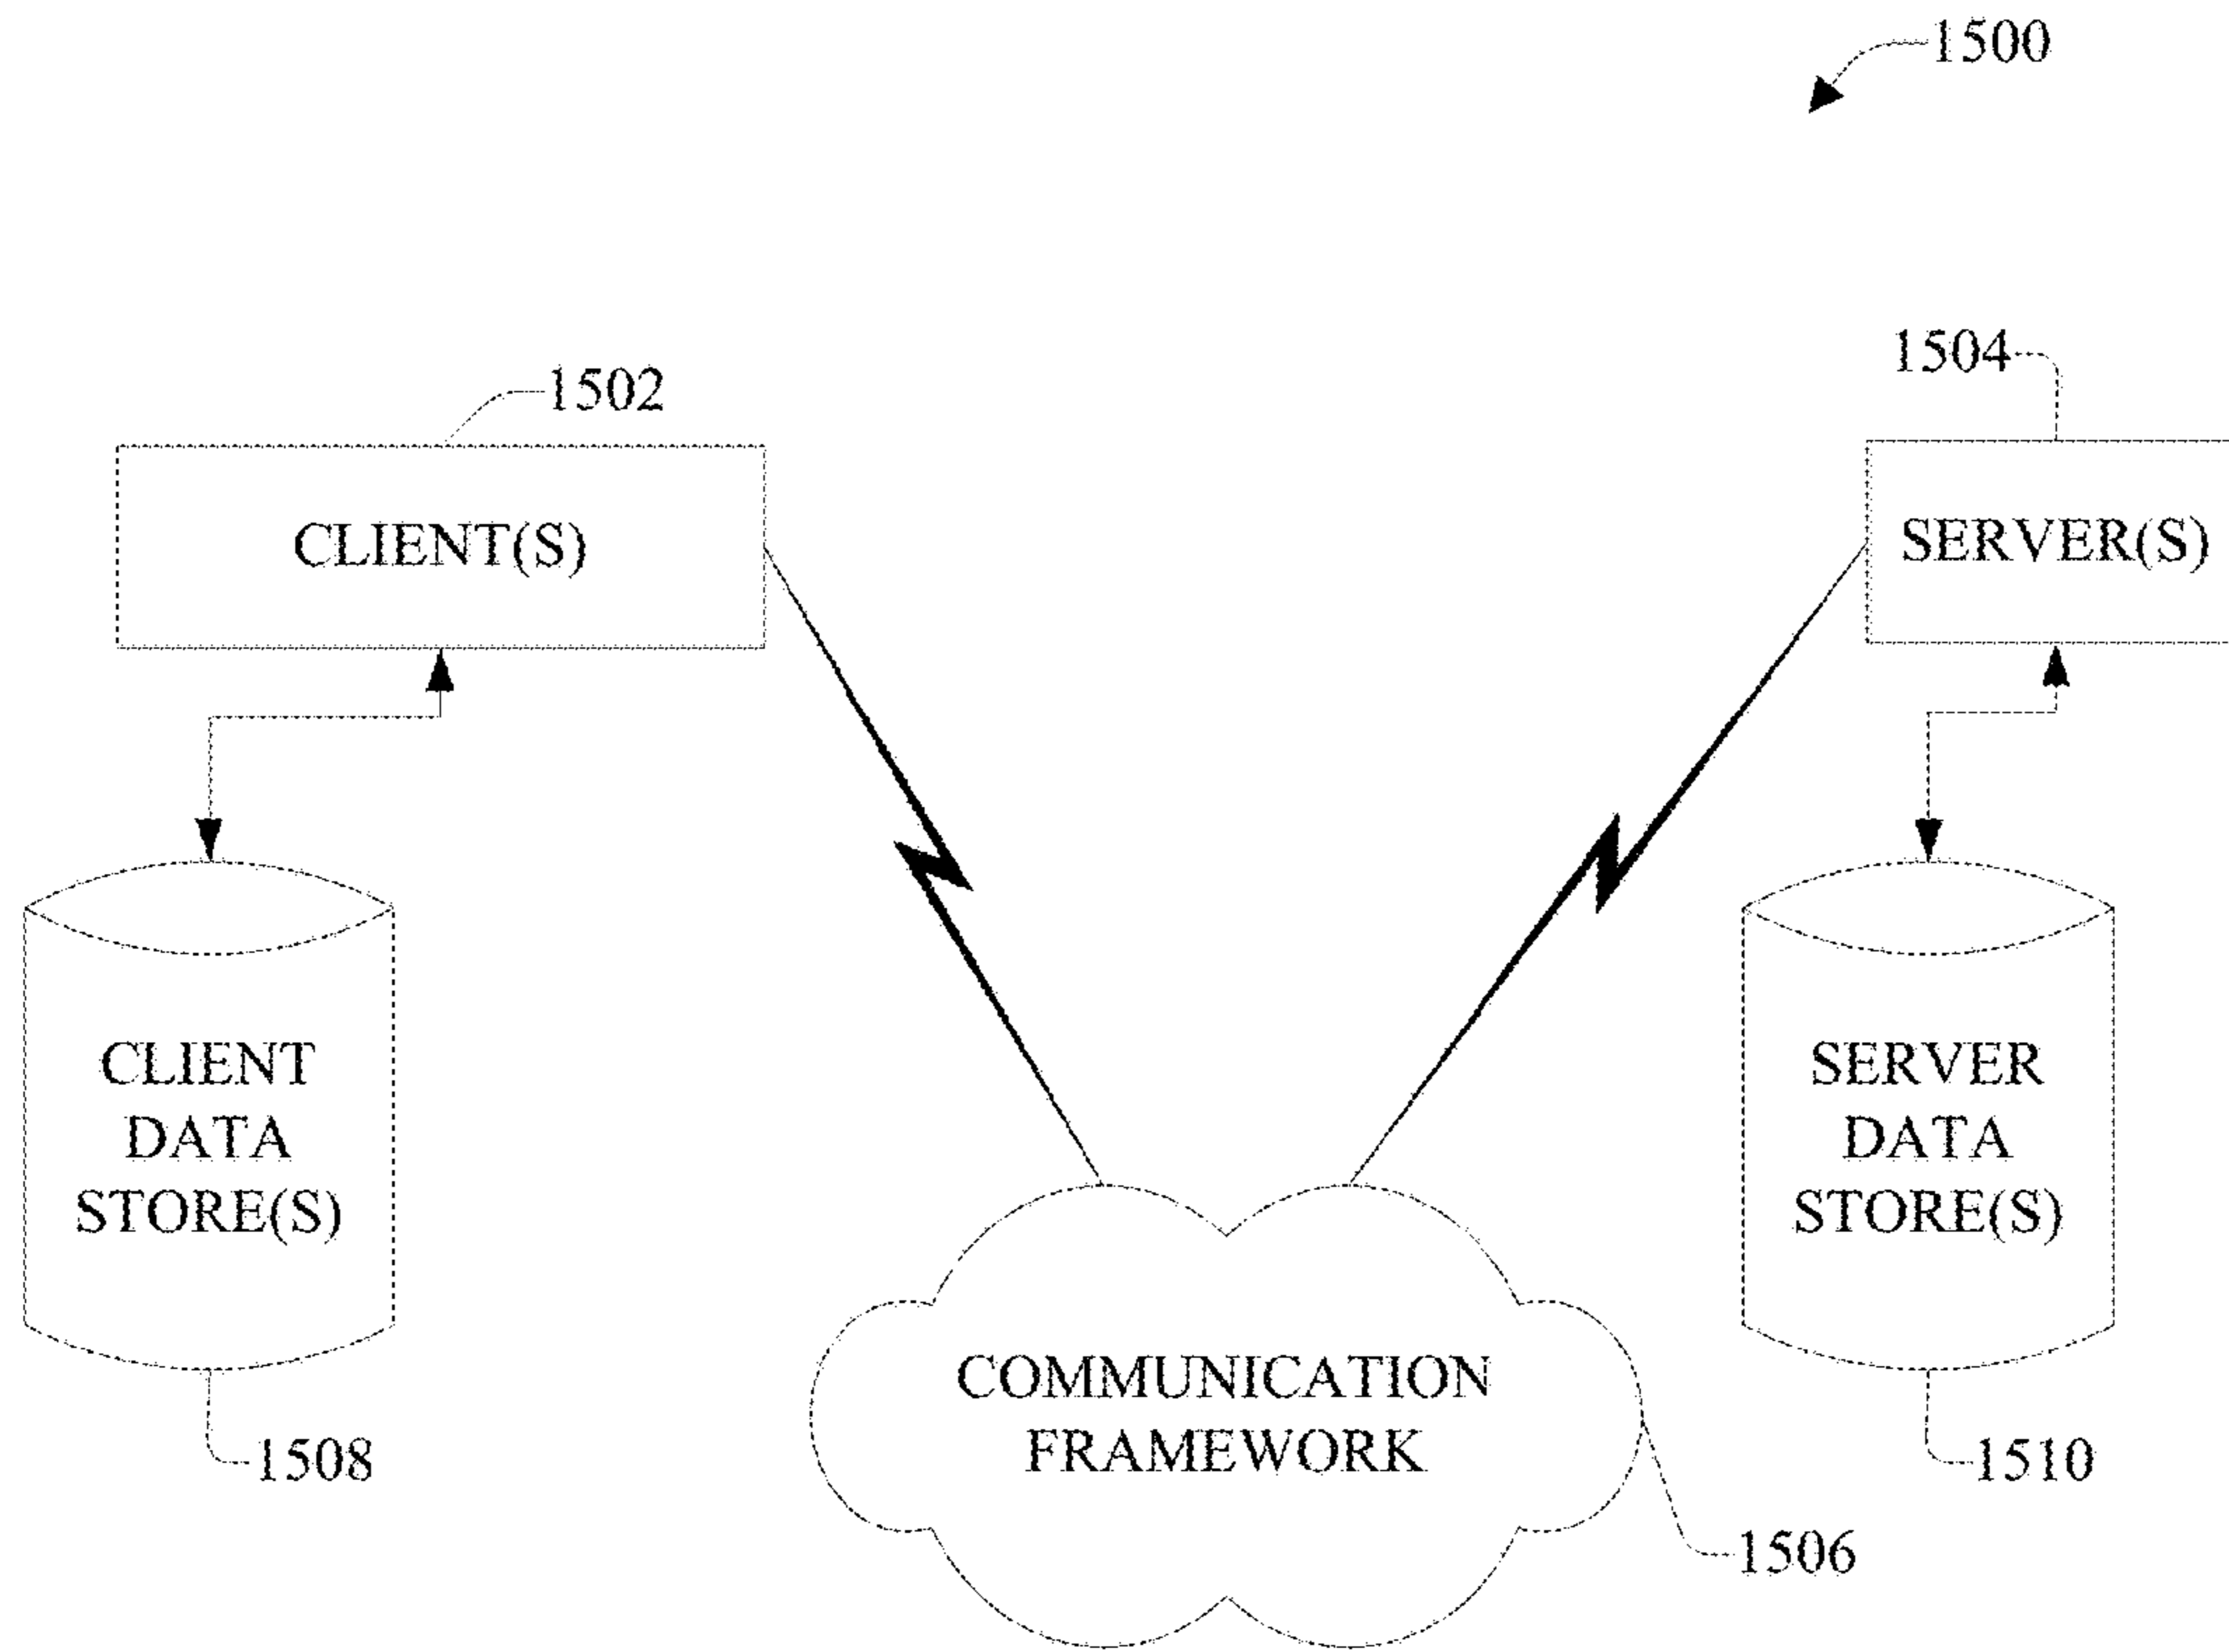 1500
1502
1504
CLIENT(S)
SERVER(S)
CLIENT
DATA
STORE(S)
SERVER
DATA
STORE(S)
COMMUNICATION
FRAMEWORK
1508
1510
1506